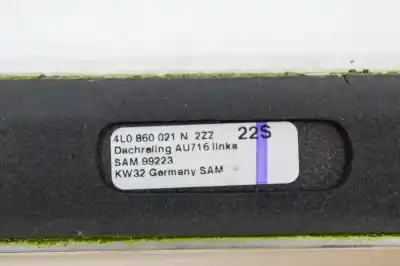 4L0 860 021 N 2ZZ 22S
Dachreling AU716 links
SAM 99223
KW32 Germany SAM